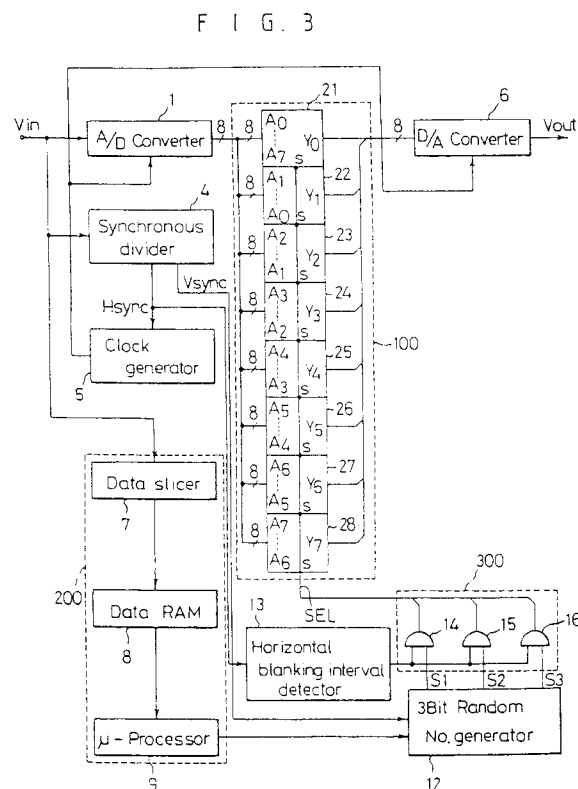 F I G. 3
1
21
6
Vin
A/D Converter
8
8
A0
A7
Y0
S
8
D/A Converter
Vout
22
8
A1
A0
Y1
S
4
Synchronous
divider
Vsync
Hsync
23
8
A2
A1
Y2
S
24
8
A3
A2
Y3
S
100
Clock
generator
5
25
8
A4
A3
Y4
S
26
8
A5
A4
Y5
S
27
8
A6
A5
Y6
S
28
8
A7
A6
Y7
S
Data slicer
7
200
Data RAM
8
SEL
300
13
Horizontal
blanking interval
detector
14
15
16
S1
S2
S3
3Bit Random
No. generator
12
μ-Processor
9